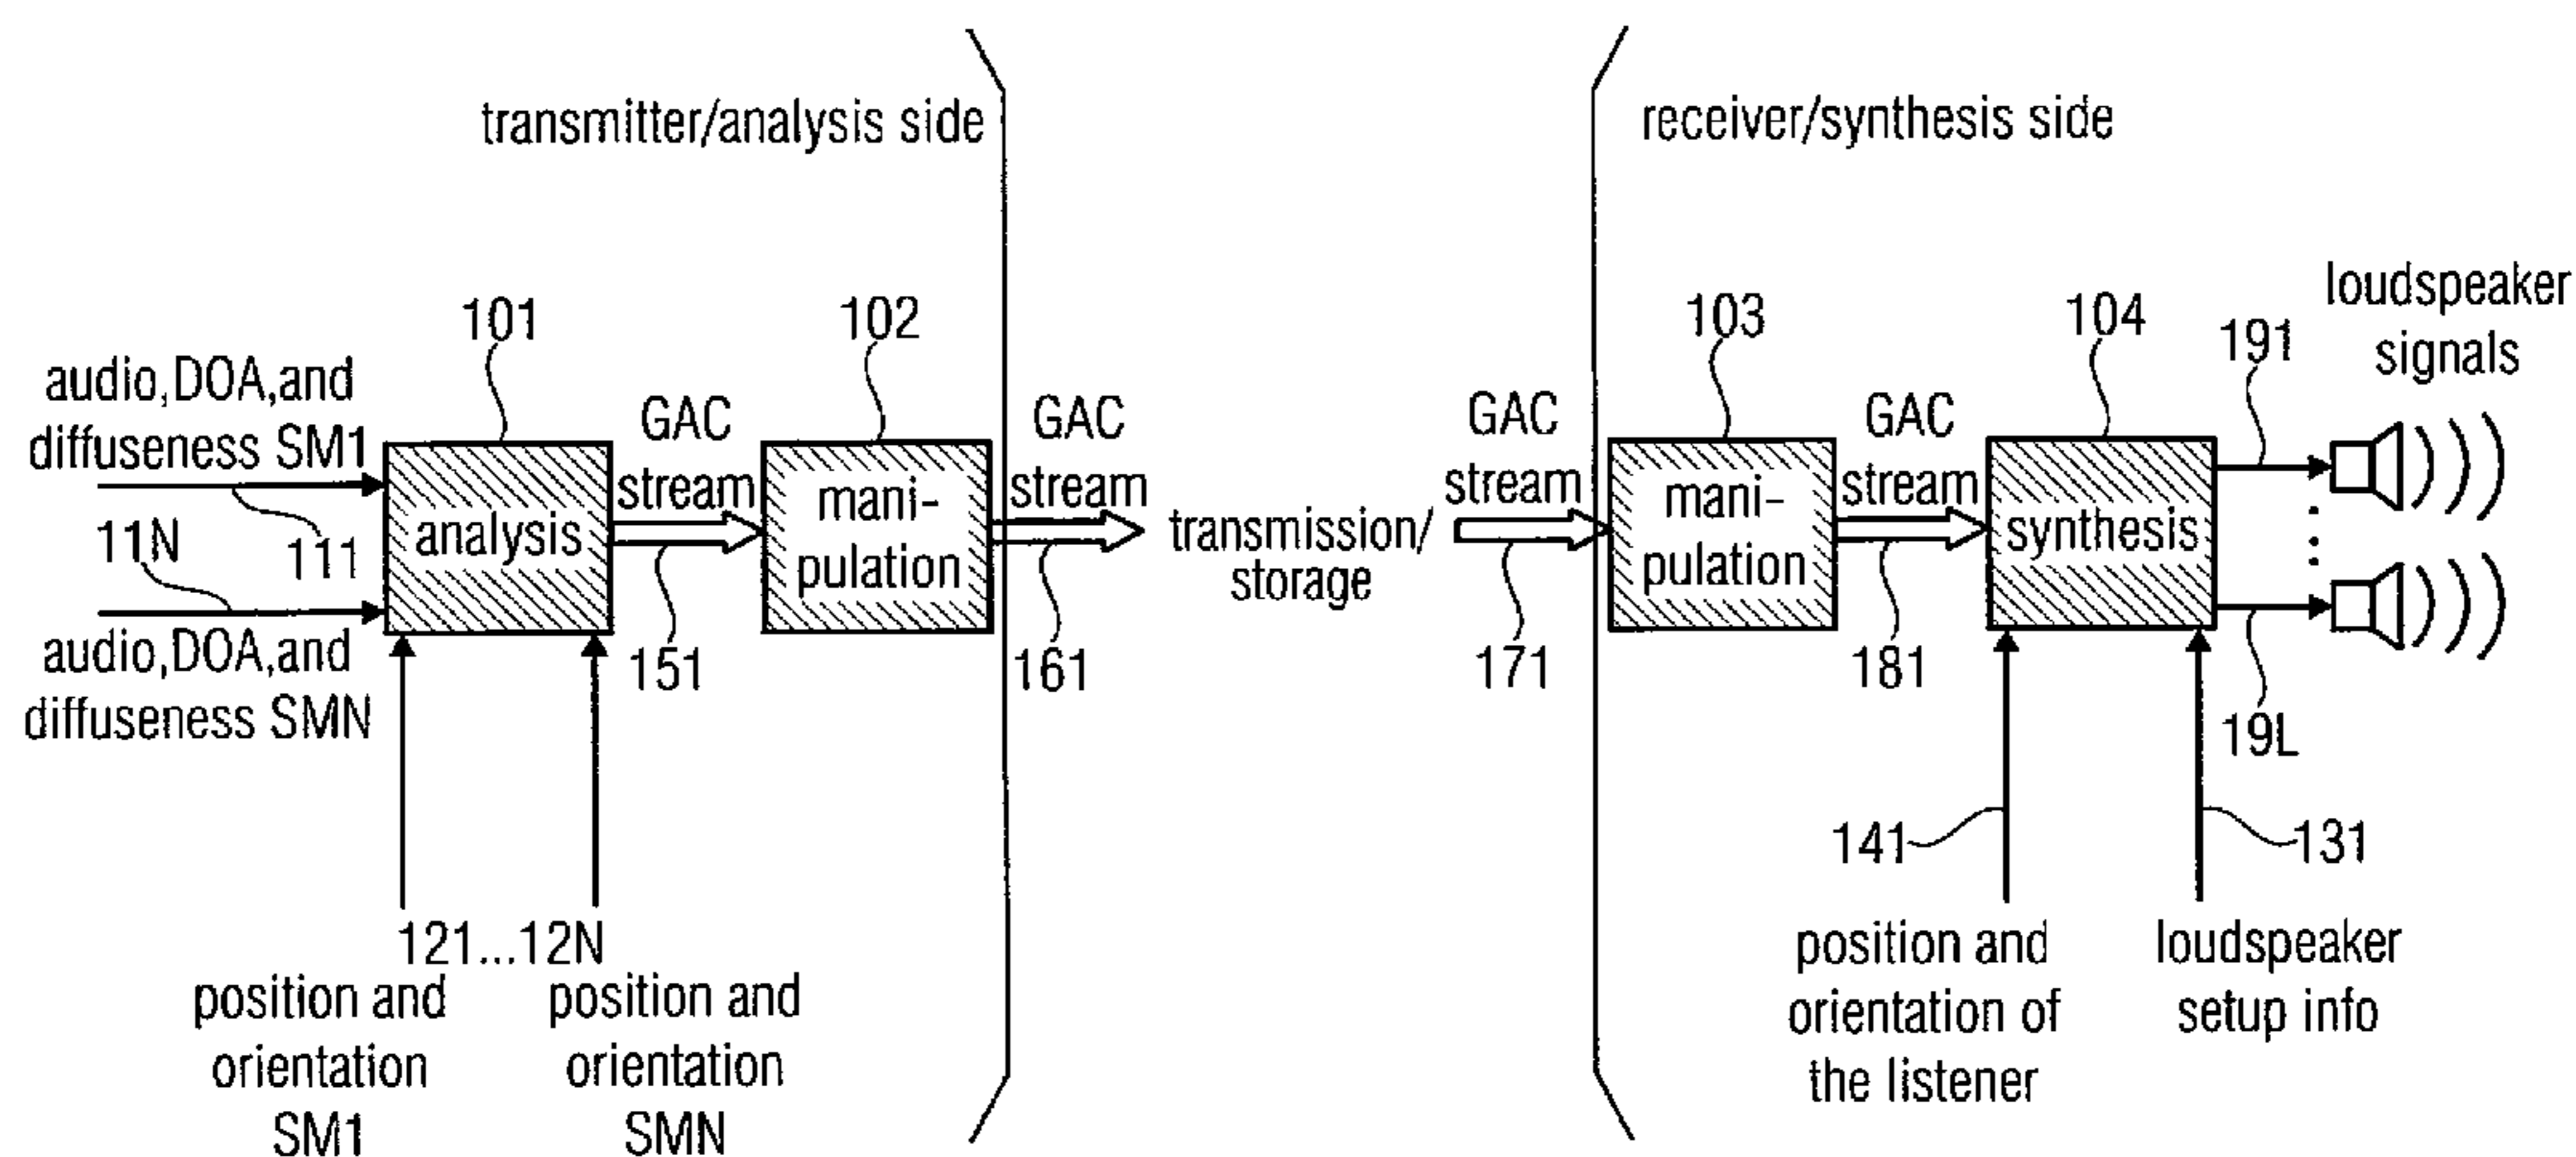 transmitter/analysis side
receiver/synthesis side
audio,DOA,and
diffuseness SM1
111
11N
audio,DOA,and
diffuseness SMN
101
analysis
121...12N
position and
orientation
SM1
position and
orientation
SMN
GAC
stream
151
102
mani-
pulation
GAC
stream
161
transmission/
storage
GAC
stream
171
103
mani-
pulation
GAC
stream
181
104
synthesis
141
position and
orientation of
the listener
131
loudspeaker
setup info
191
19L
loudspeaker
signals